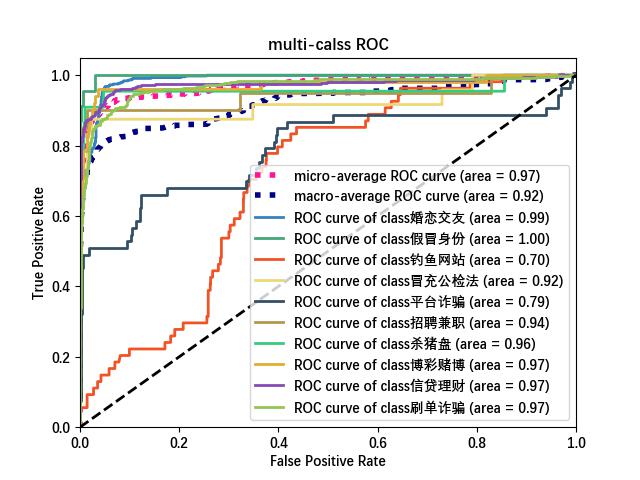 multi-calss ROC
True Positive Rate
1.0
0.8
0.6
0.4
0.2
0.0
micro-average ROC curve (area = 0.97)
macro-average ROC curve (area = 0.92)
ROC curve of class婚恋交友 (area = 0.99)
ROC curve of class假冒身份 (area = 1.00)
ROC curve of class钓鱼网站 (area = 0.70)
ROC curve of class冒充公检法 (area = 0.92)
ROC curve of class平台诈骗 (area = 0.79)
ROC curve of class招聘兼职 (area = 0.94)
ROC curve of class杀猪盘 (area = 0.96)
ROC curve of class博彩赌博 (area = 0.97)
ROC curve of class信贷理财 (area = 0.97)
ROC curve of class刷单诈骗 (area = 0.97)
0.0 0.2 0.4 0.6 0.8 1.0
False Positive Rate